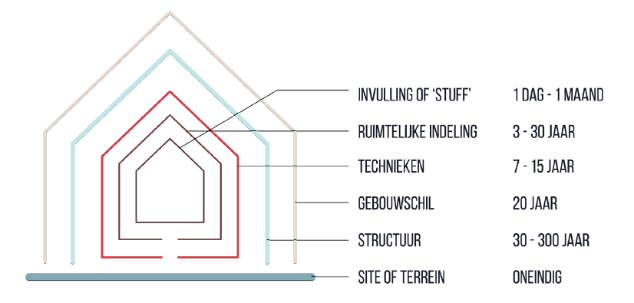 INVULLING OF 'STUFF' 1 DAG - 1 MAAND
RUIMTELIJKE INDELING 3 - 30 JAAR
TECHNIEKEN 7 - 15 JAAR
GEBOUWSCHIL 20 JAAR
STRUCTUUR 30 - 300 JAAR
SITE OF TERREIN ONEINDIG